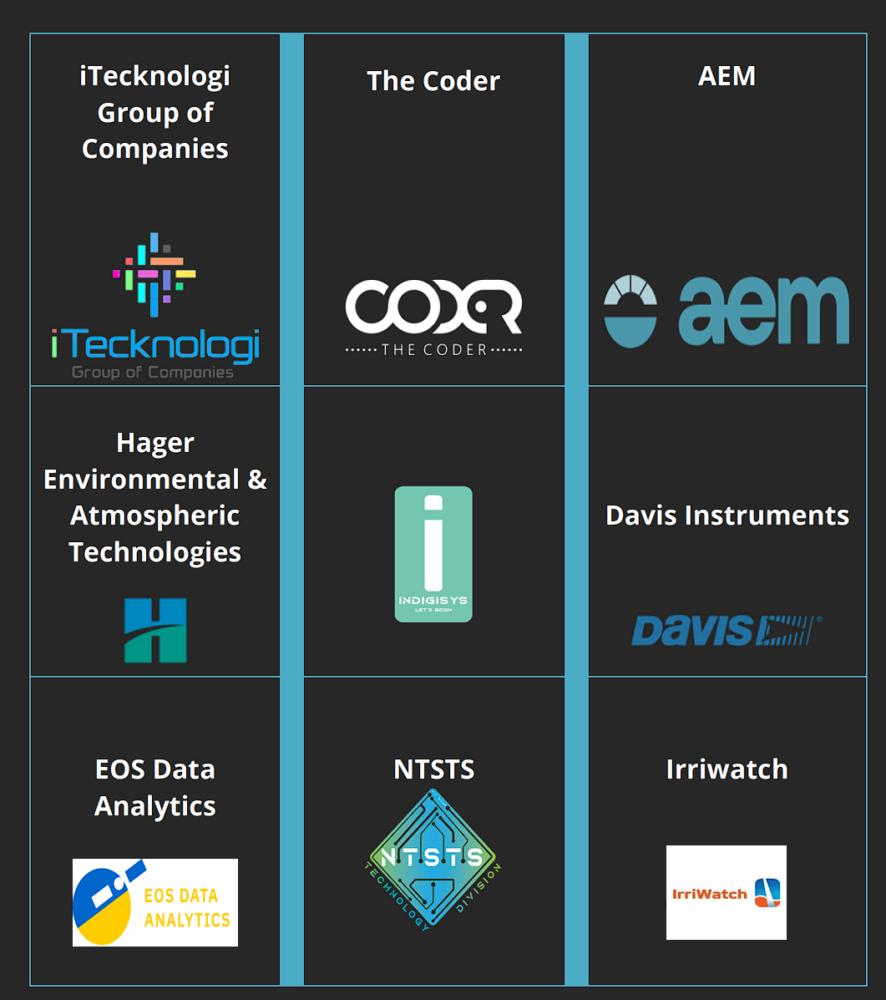 iTecknologi
Group of
Companies
iTecknologi
Group of Companies
The Coder
CODER
THE CODER
AEM
aem
Hager
Environmental &
Atmospheric
Technologies
H
i
INDIGISYS
LET'S BEGIN
Davis Instruments
DAVIS®
EOS Data
Analytics
EOS DATA
ANALYTICS
NTSTS
NTSTS
TECHNOLOGY DIVISION
Irriwatch
IrriWatch